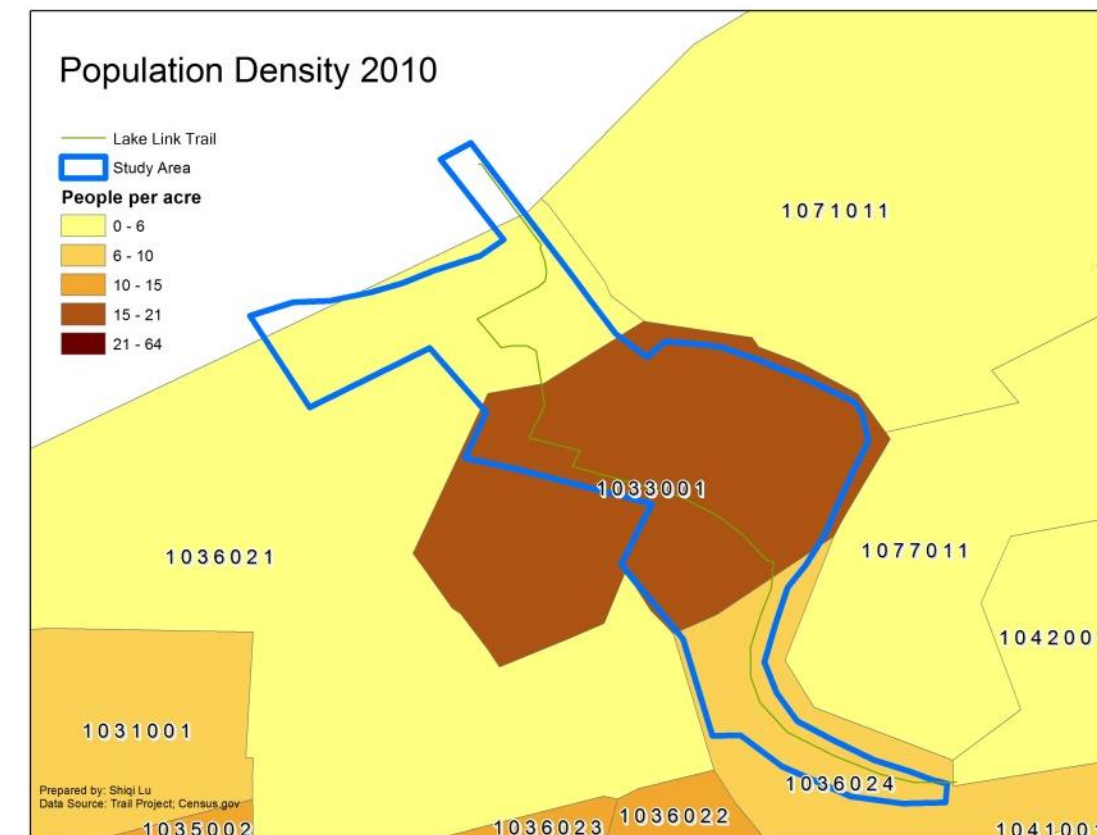 Population Density 2010
Lake Link Trail
Study Area
People per acre
0 - 6
6 - 10
10 - 15
15 - 21
21 - 64
1071011
1033001
1036021
1077011
104200
1031001
1036024
Prepared by: Shiqi Lu
Data Source: Trail Project; Census.gov
1035002
1036023
1036022
1041001